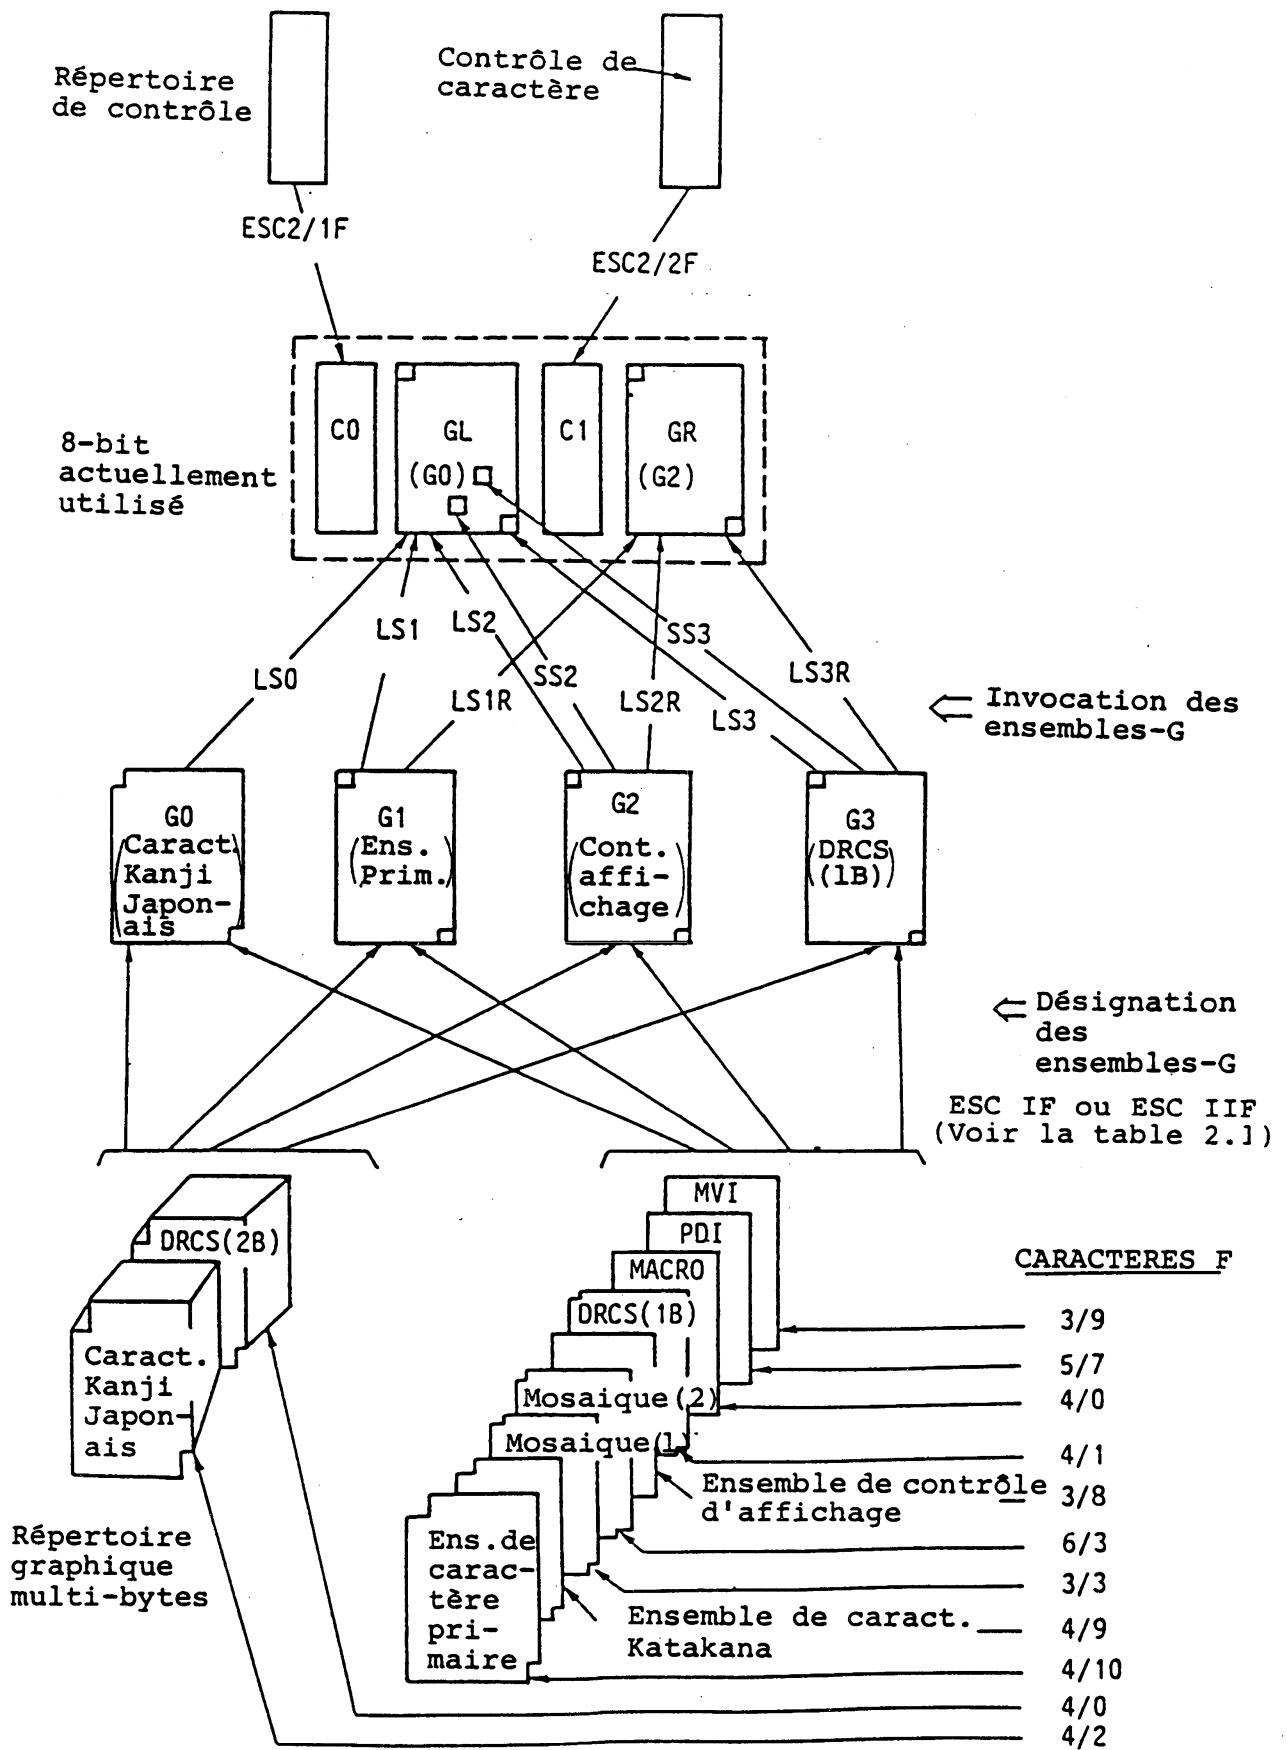 Répertoire
de contrôle
Contrôle de
caractère
ESC2/1F
ESC2/2F
8-bit
actuellement
utilisé
C0
GL
(G0)
C1
GR
(G2)
LS0
LS1
LS2
LS1R
SS2
LS2R
SS3
LS3
LS3R
Invocation des
ensembles-G
G0
(Caract.
Kanji
Japon-
ais)
G1
(Ens.
Prim.)
G2
(Cont.
affi-
chage)
G3
(DRCS
(1B))
Désignation
des
ensembles-G
ESC IF ou ESC IIF
(Voir la table 2.1)
DRCS(2B)
Caract.
Kanji
Japon-
ais
Répertoire
graphique
multi-bytes
MVI
PDI
MACRO
DRCS(1B)
Mosaique(2)
Mosaique(1)
Ens.de
carac-
tère
pri-
maire
Ensemble de contrôle
d'affichage
Ensemble de caract.
Katakana
CARACTERES F
3/9
5/7
4/0
4/1
3/8
6/3
3/3
4/9
4/10
4/0
4/2